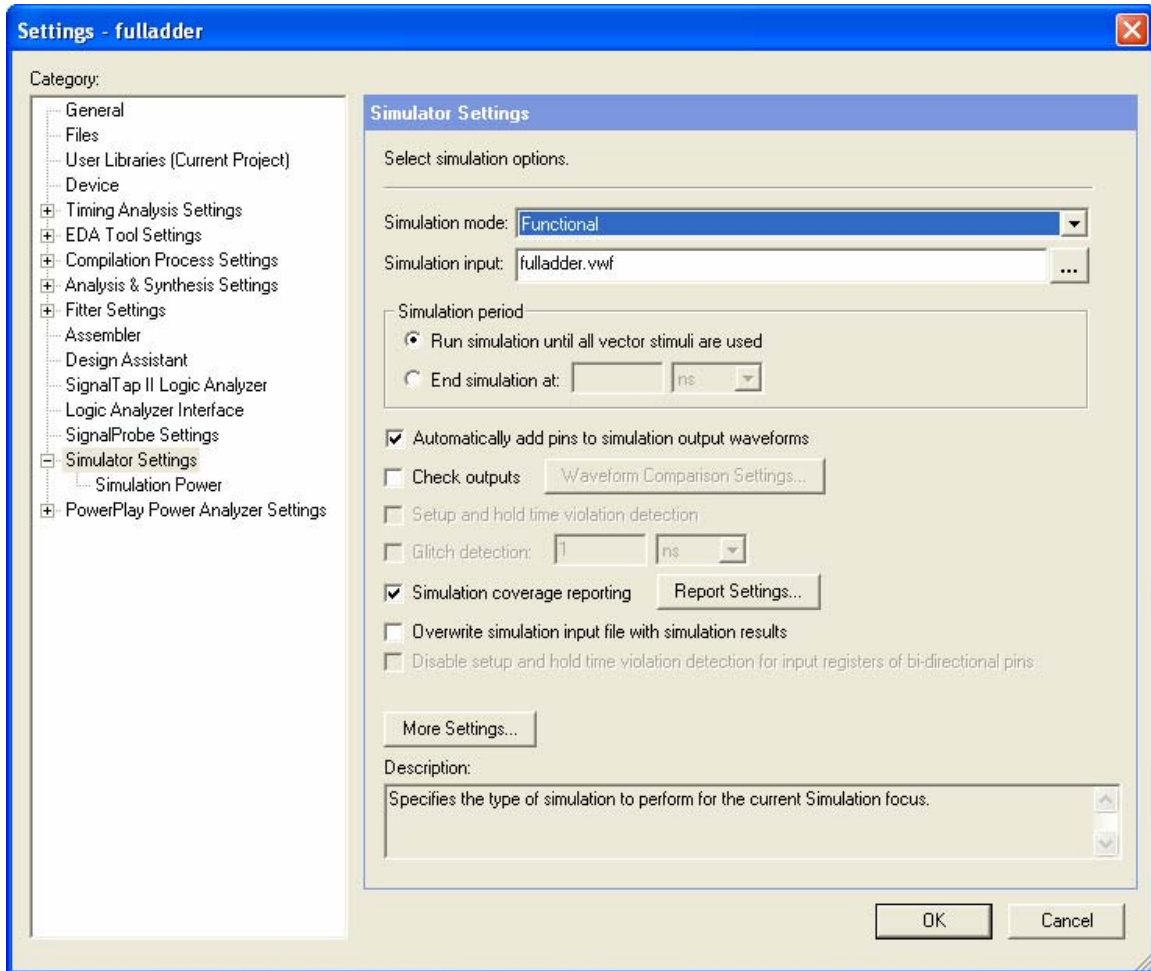 Settings - fulladder
Category:
General
Files
User Libraries (Current Project)
Device
Timing Analysis Settings
EDA Tool Settings
Compilation Process Settings
Analysis & Synthesis Settings
Fitter Settings
Assembler
Design Assistant
SignalTap II Logic Analyzer
Logic Analyzer Interface
SignalProbe Settings
Simulator Settings
Simulation Power
PowerPlay Power Analyzer Settings
Simulator Settings
Select simulation options.
Simulation mode: Functional
Simulation input: fulladder.vwf ...
Simulation period
Run simulation until all vector stimuli are used
End simulation at: ns
Automatically add pins to simulation output waveforms
Check outputs Waveform Comparison Settings...
Setup and hold time violation detection
Glitch detection: 1 ns
Simulation coverage reporting Report Settings...
Overwrite simulation input file with simulation results
Disable setup and hold time violation detection for input registers of bi-directional pins
More Settings...
Description:
Specifies the type of simulation to perform for the current Simulation focus.
OK Cancel